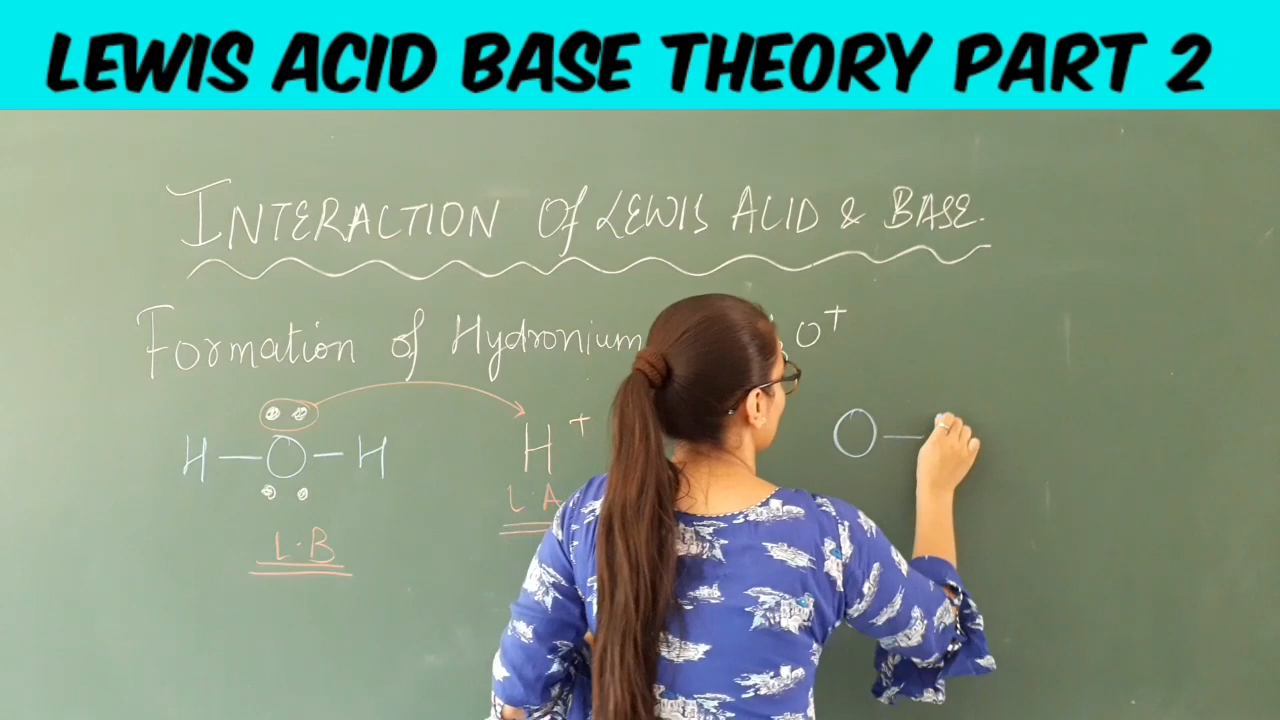 LEWIS ACID BASE THEORY PART 2
INTERACTION Of LEWIS ACID & BASE.
Formation of Hydronium O+
H – O – H
H+
O –
L.A
L.B